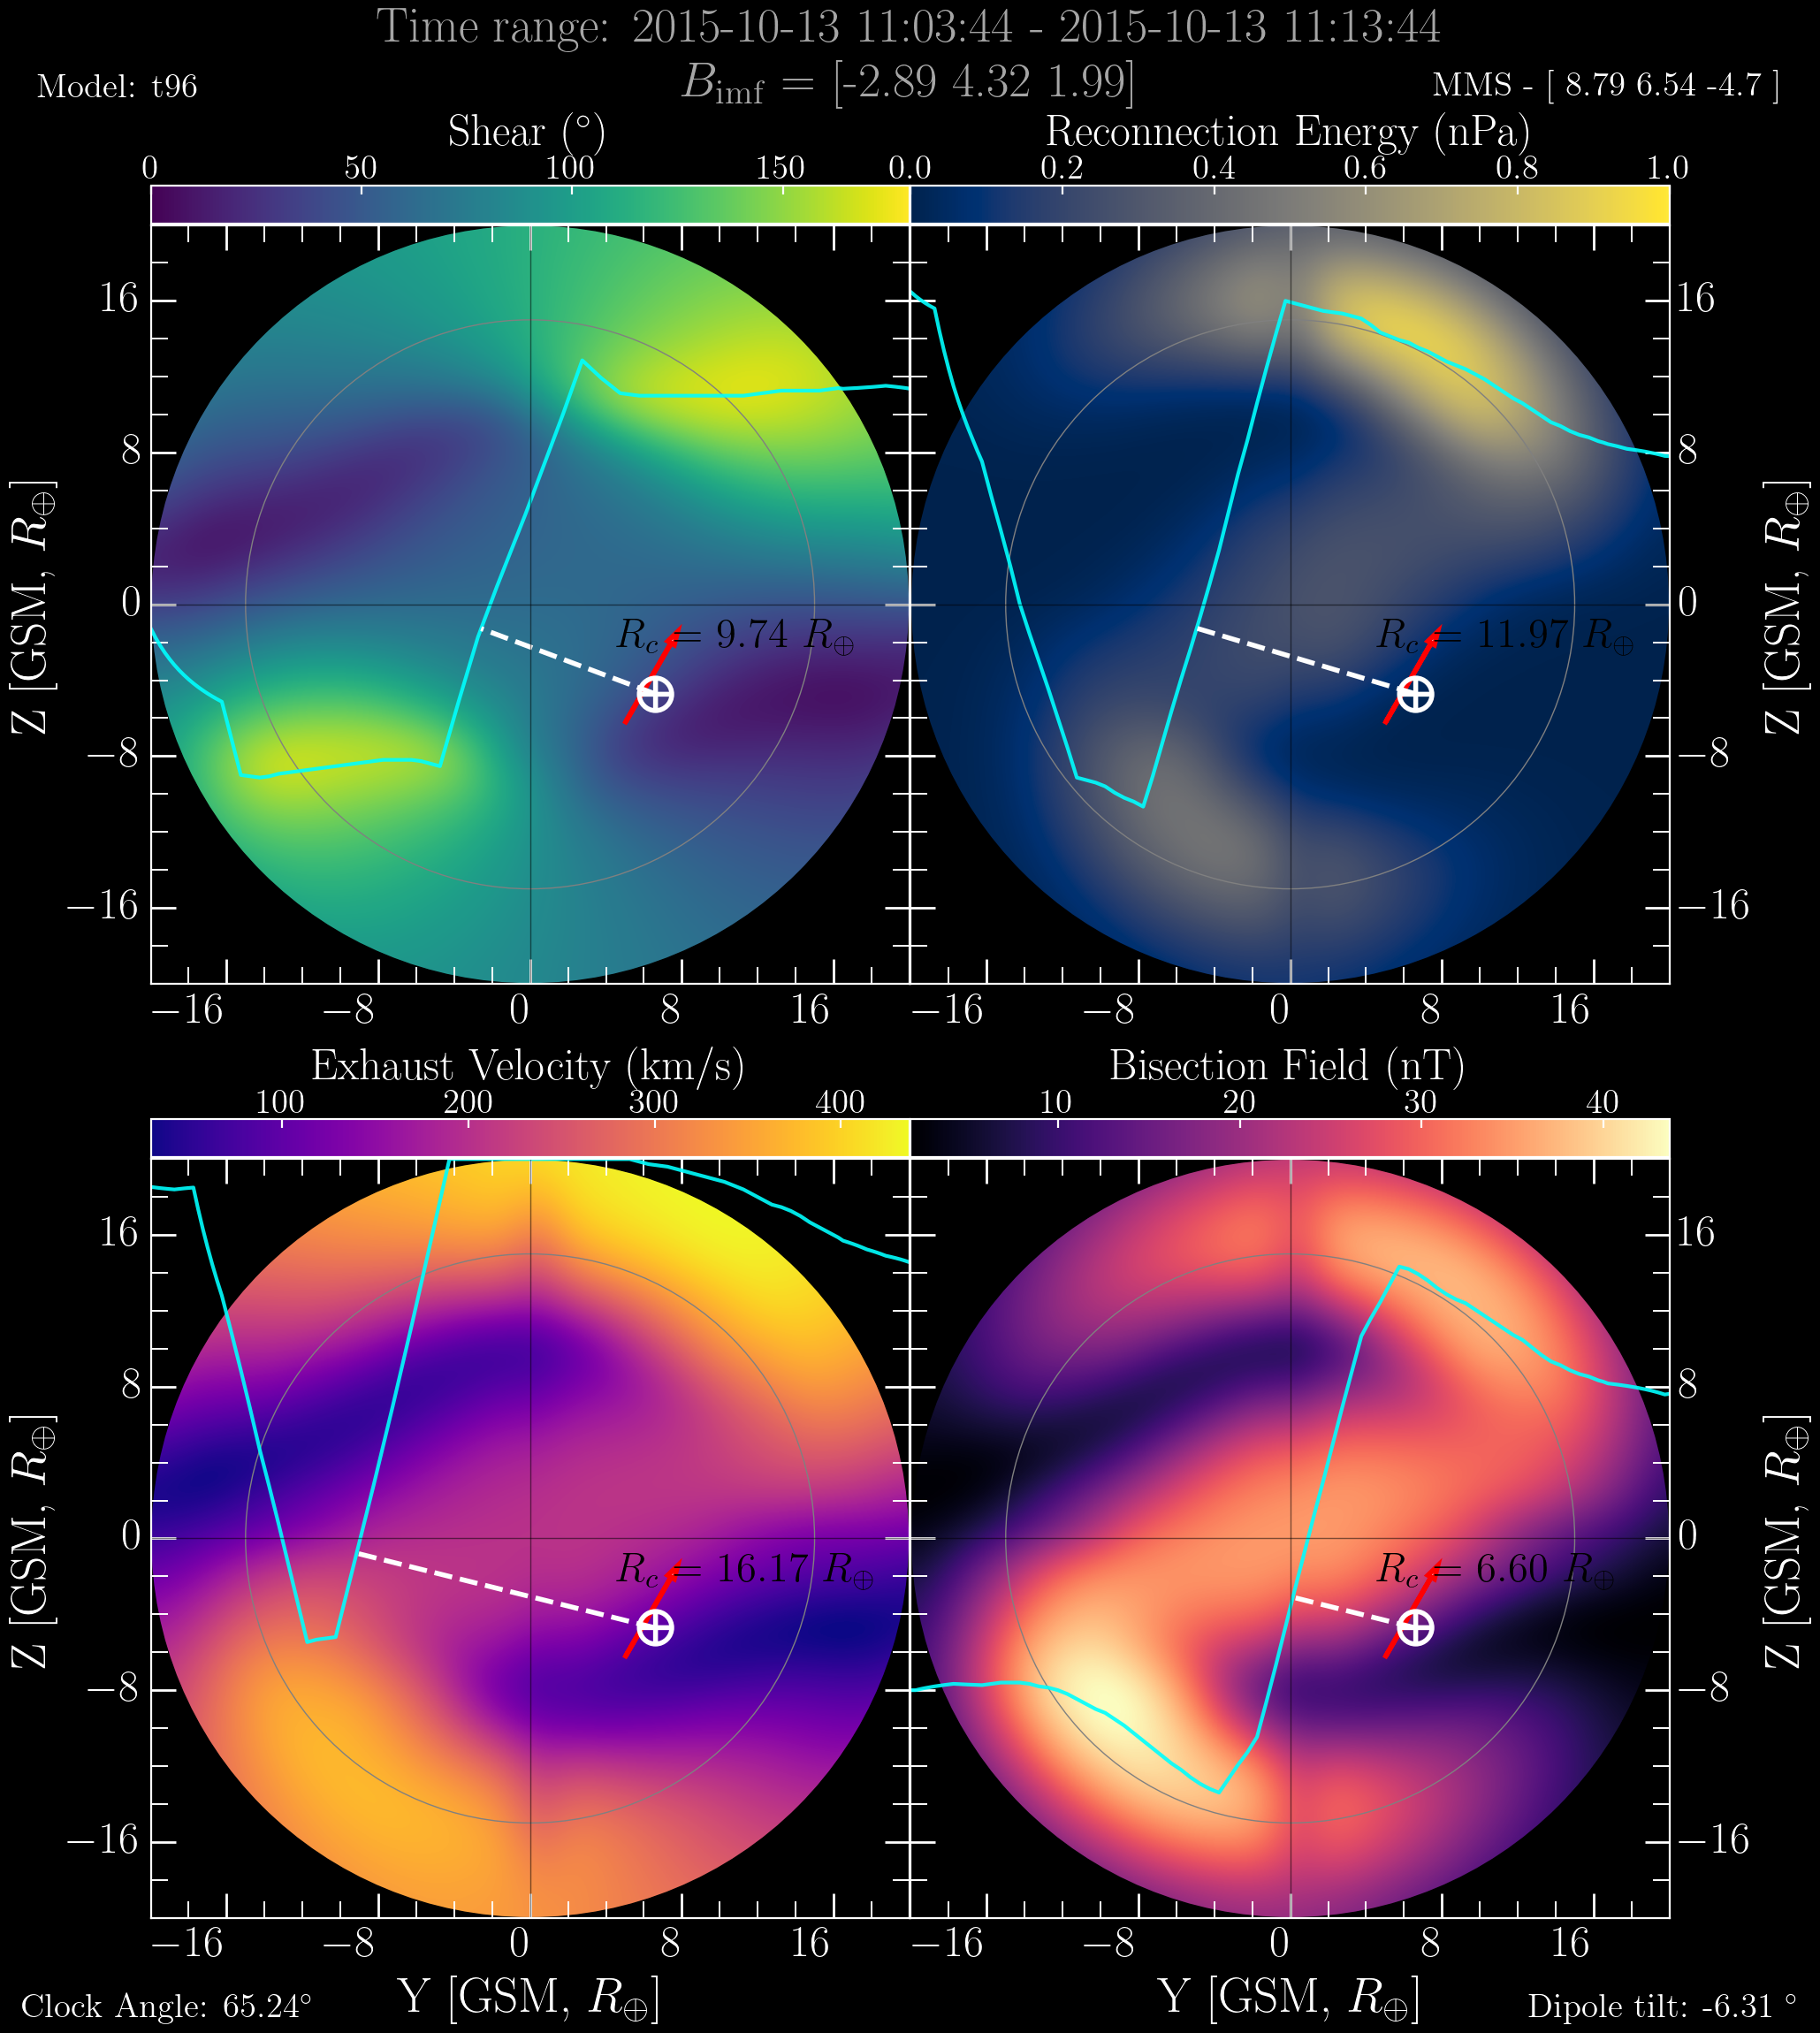 Time range: 2015-10-13 11:03:44 - 2015-10-13 11:13:44
Model: t96
B_imf = [-2.89 4.32 1.99]
MMS - [ 8.79 6.54 -4.7 ]
Shear (°)
Reconnection Energy (nPa)
0 50 100 150
0.0 0.2 0.4 0.6 0.8 1.0
16 8 0 −8 −16
Z [GSM, R⊕]
R_c = 9.74 R⊕
R_c = 11.97 R⊕
16 8 0 −8 −16
Z [GSM, R⊕]
−16 −8 0 8 16
−16 −8 0 8 16
Exhaust Velocity (km/s)
Bisection Field (nT)
100 200 300 400
10 20 30 40
16 8 0 −8 −16
Z [GSM, R⊕]
R_c = 16.17 R⊕
R_c = 6.60 R⊕
16 8 0 −8 −16
Z [GSM, R⊕]
−16 −8 0 8 16
−16 −8 0 8 16
Y [GSM, R⊕]
Y [GSM, R⊕]
Clock Angle: 65.24°
Dipole tilt: -6.31 °